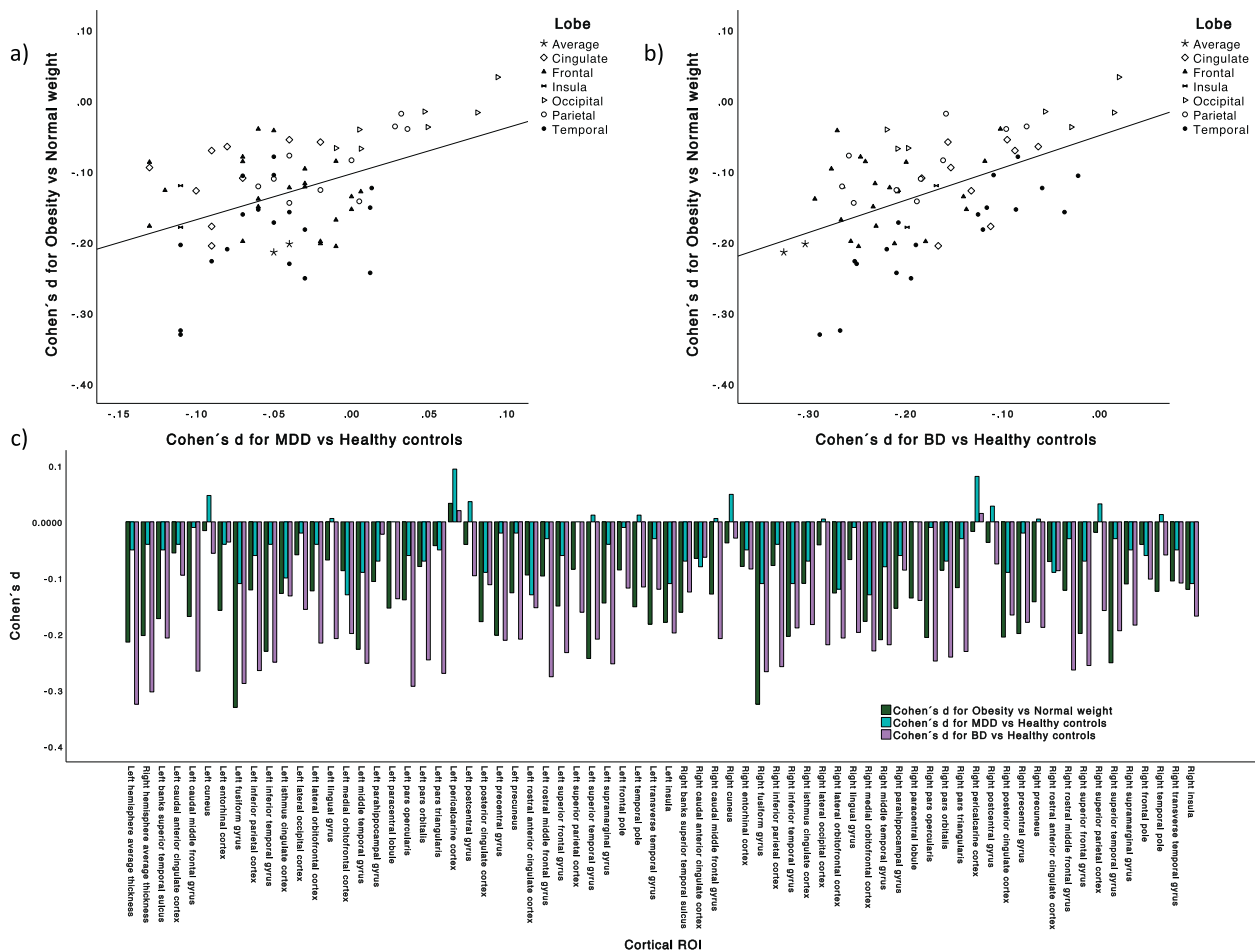 a)
Cohen´s d for Obesity vs Normal weight
.10
.00
-.10
-.20
-.30
-.40
-.15
-.10
-.05
.00
.05
.10
Cohen´s d for MDD vs Healthy controls
Lobe
Average
Cingulate
Frontal
Insula
Occipital
Parietal
Temporal
b)
Cohen´s d for Obesity vs Normal weight
.10
.00
-.10
-.20
-.30
-.40
-.30
-.20
-.10
.00
Cohen´s d for BD vs Healthy controls
Lobe
Average
Cingulate
Frontal
Insula
Occipital
Parietal
Temporal
c)
Cohen´s d
0.1
0.0000
-0.1
-0.2
-0.3
-0.4
Cohen´s d for Obesity vs Normal weight
Cohen´s d for MDD vs Healthy controls
Cohen´s d for BD vs Healthy controls
Left hemisphere average thickness
Right hemisphere average thickness
Left banks superior temporal sulcus
Left caudal anterior cingulate cortex
Left caudal middle frontal gyrus
Left cuneus
Left entorhinal cortex
Left fusiform gyrus
Left inferior parietal cortex
Left inferior temporal gyrus
Left isthmus cingulate cortex
Left lateral occipital cortex
Left lateral orbitofrontal cortex
Left lingual gyrus
Left medial orbitofrontal cortex
Left middle temporal gyrus
Left parahippocampal gyrus
Left paracentral lobule
Left pars opercularis
Left pars orbitalis
Left pars triangularis
Left pericalcarine cortex
Left postcentral gyrus
Left posterior cingulate cortex
Left precentral gyrus
Left precuneus
Left rostral anterior cingulate cortex
Left rostral middle frontal gyrus
Left superior frontal gyrus
Left superior parietal cortex
Left superior temporal gyrus
Left supramarginal gyrus
Left frontal pole
Left temporal pole
Left transverse temporal gyrus
Left insula
Right banks superior temporal sulcus
Right caudal anterior cingulate cortex
Right caudal middle frontal gyrus
Right cuneus
Right entorhinal cortex
Right fusiform gyrus
Right inferior parietal cortex
Right inferior temporal gyrus
Right isthmus cingulate cortex
Right lateral occipital cortex
Right lateral orbitofrontal cortex
Right lingual gyrus
Right medial orbitofrontal cortex
Right middle temporal gyrus
Right parahippocampal gyrus
Right paracentral lobule
Right pars opercularis
Right pars orbitalis
Right pars triangularis
Right pericalcarine cortex
Right postcentral gyrus
Right posterior cingulate cortex
Right precentral gyrus
Right precuneus
Right rostral anterior cingulate cortex
Right rostral middle frontal gyrus
Right superior frontal gyrus
Right superior parietal cortex
Right superior temporal gyrus
Right supramarginal gyrus
Right frontal pole
Right temporal pole
Right transverse temporal gyrus
Right insula
Cortical ROI